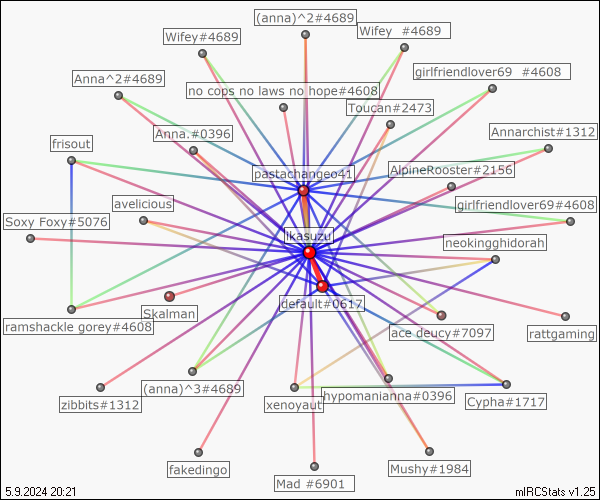 (anna)^2#4689
Wifey#4689
Wifey  #4689
Anna^2#4689
girlfriendlover69  #4608
no cops no laws no hope#4608
Toucan#2473
Anna.#0396
Annarchist#1312
frisout
pastachangeo41
AlpineRooster#2156
avelicious
girlfriendlover69#4608
Soxy Foxy#5076
likasuzu
neokingghidorah
default#0617
Skalman
ramshackle gorey#4608
ace deucy#7097
rattgaming
(anna)^3#4689
zibbits#1312
xenoyaut
hypomanianna#0396
Cypha#1717
fakedingo
Mad #6901
Mushy#1984
5.9.2024 20:21
mIRCStats v1.25